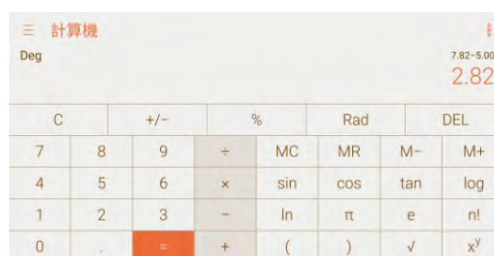 三 計算機
Deg
7.82-5.00
2.82
C +/− % Rad DEL
7 8 9 ÷ MC MR M− M+
4 5 6 × sin cos tan log
1 2 3 − ln π e n!
0 . = + ( ) √ xʸ